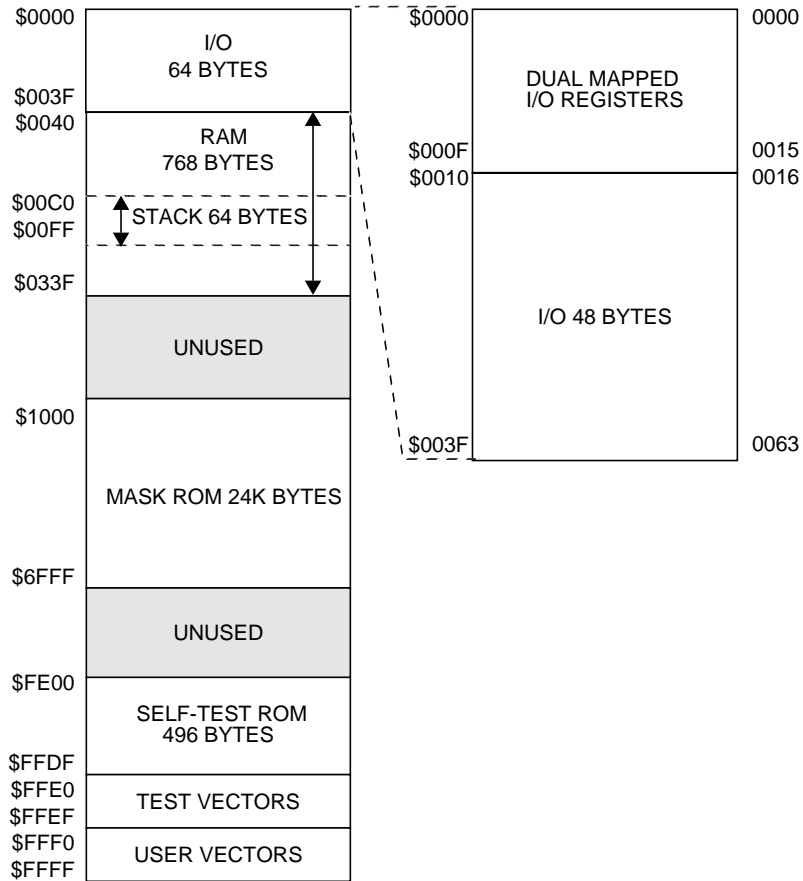 $0000
I/O
64 BYTES
$003F
$0040
RAM
768 BYTES
$00C0
STACK 64 BYTES
$00FF
$033F
UNUSED
$1000
MASK ROM 24K BYTES
$6FFF
UNUSED
$FE00
SELF-TEST ROM
496 BYTES
$FFDF
$FFE0
TEST VECTORS
$FFEF
$FFF0
USER VECTORS
$FFFF
$0000 0000
DUAL MAPPED
I/O REGISTERS
$000F 0015
$0010 0016
I/O 48 BYTES
$003F 0063